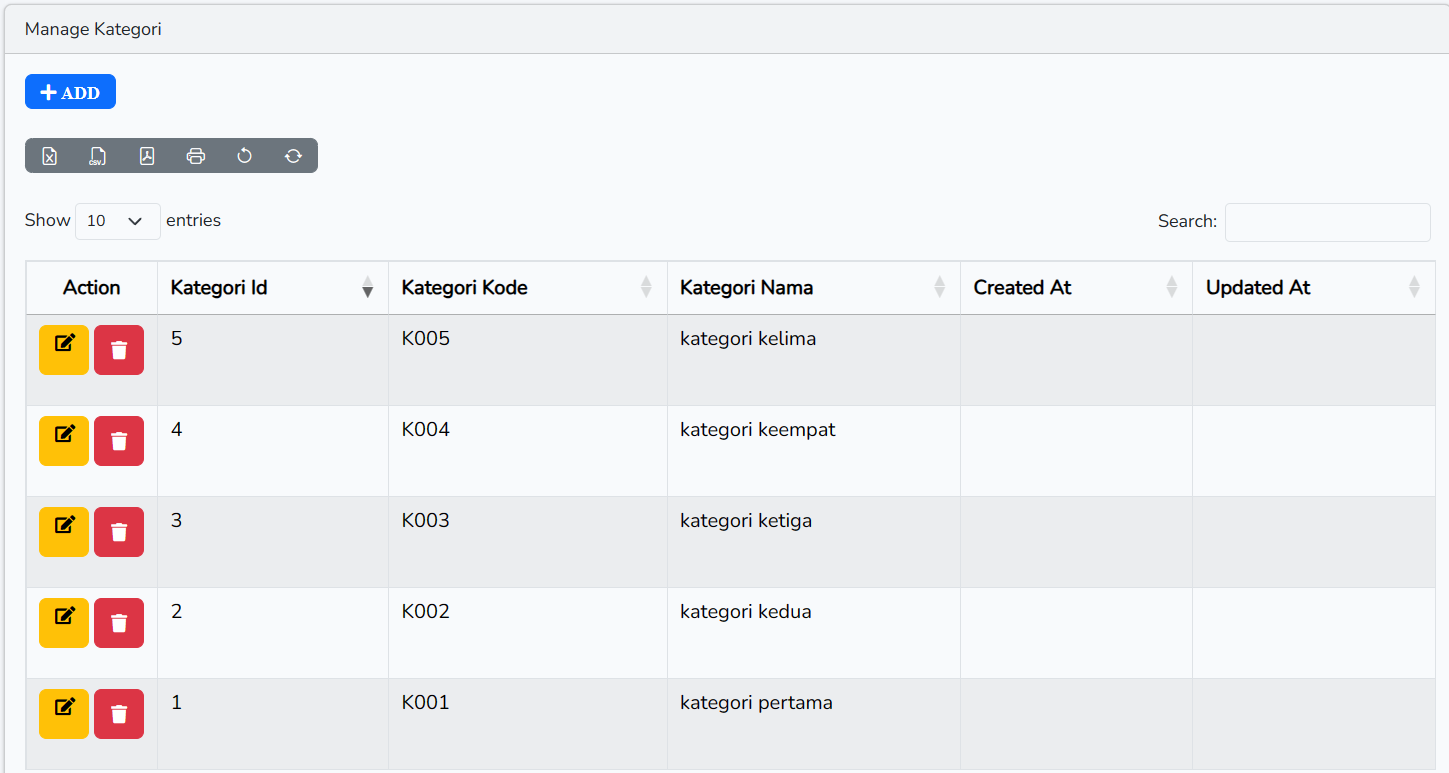 Manage Kategori
ADD
CSV
Show 10 entries Search:
Action Kategori Id Kategori Kode Kategori Nama Created At Updated At
5 K005 kategori kelima
4 K004 kategori keempat
3 K003 kategori ketiga
2 K002 kategori kedua
1 K001 kategori pertama